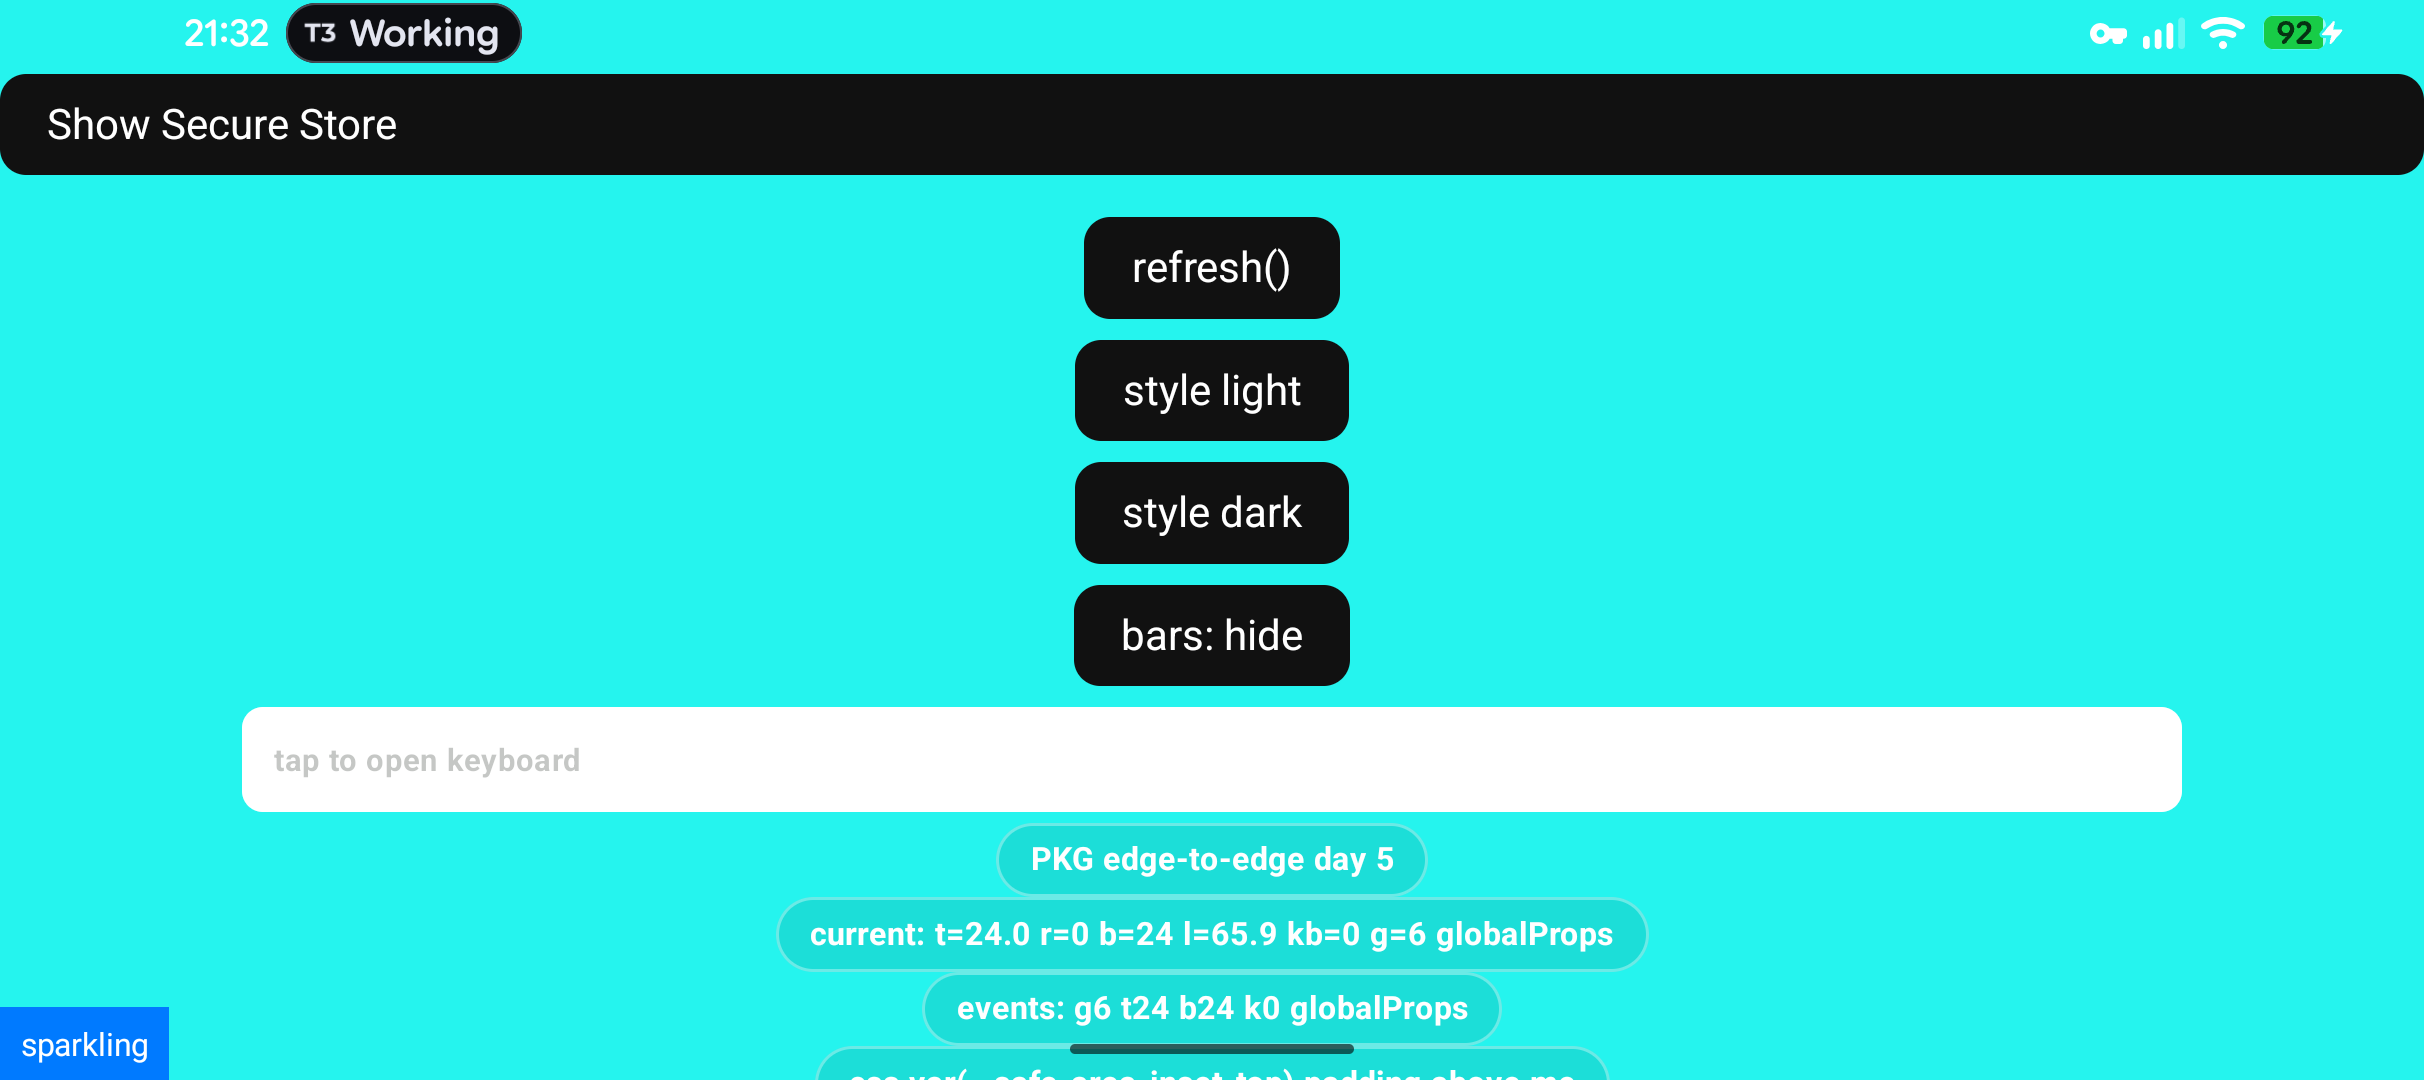 21:32 T3 Working 92
Show Secure Store
refresh()
style light
style dark
bars: hide
tap to open keyboard
PKG edge-to-edge day 5
current: t=24.0 r=0 b=24 l=65.9 kb=0 g=6 globalProps
events: g6 t24 b24 k0 globalProps
sparkling